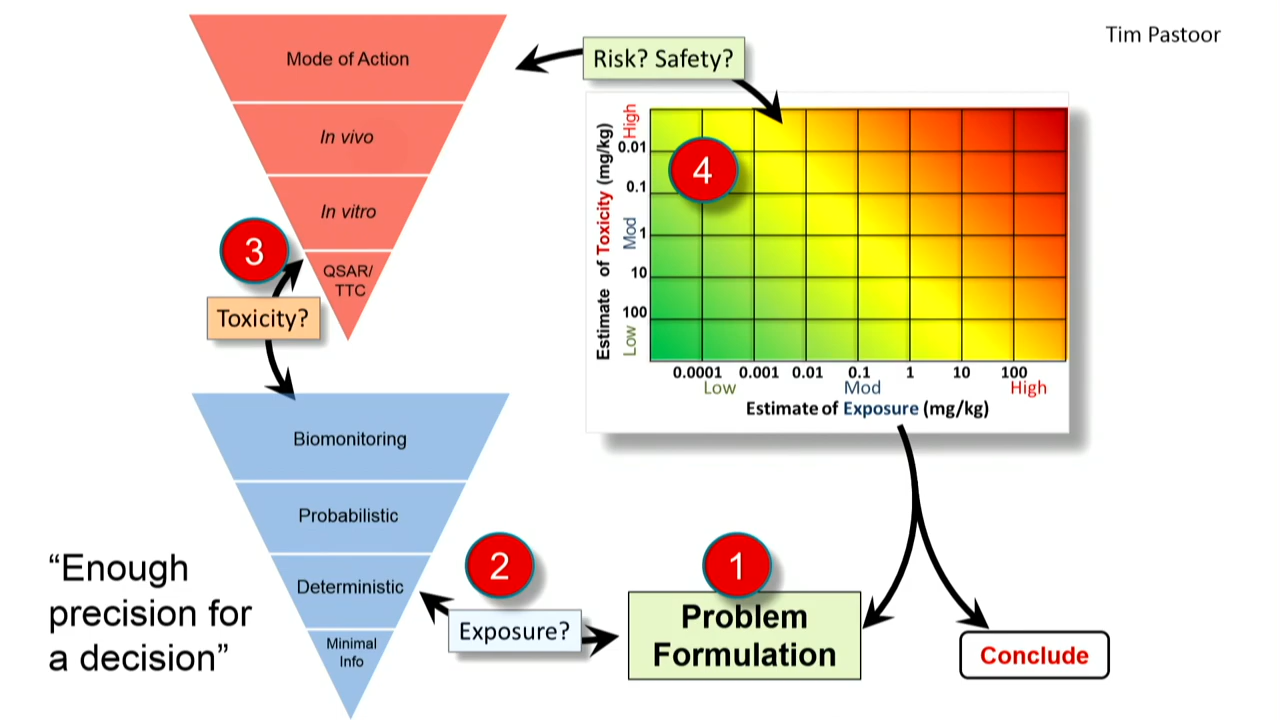 Tim Pastoor
Mode of Action
In vivo
In vitro
QSAR/
TTC
3
Toxicity?
Risk? Safety?
Estimate of Toxicity (mg/kg)
High
Mod
Low
0.01
0.1
1
10
100
4
0.0001 0.001 0.01 0.1 1 10 100
Low Mod High
Estimate of Exposure (mg/kg)
Biomonitoring
Probabilistic
Deterministic
Minimal
Info
“Enough
precision for
a decision”
2
Exposure?
1
Problem
Formulation
Conclude